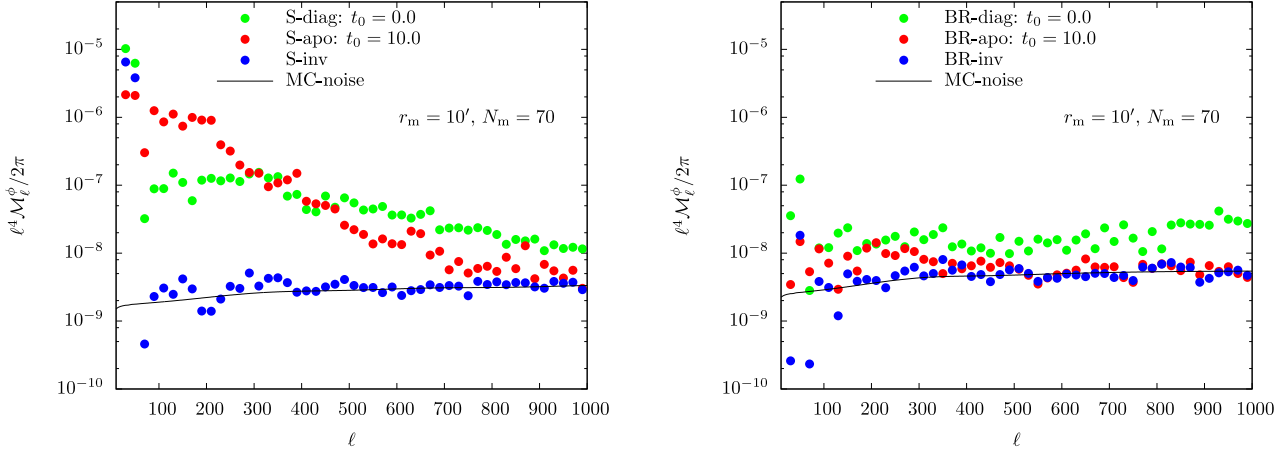 S-diag: t₀ = 0.0
S-apo: t₀ = 10.0
S-inv
MC-noise
r_m = 10′, N_m = 70
ℓ⁴ℳ_ℓ^ϕ/2π
10⁻⁵
10⁻⁶
10⁻⁷
10⁻⁸
10⁻⁹
10⁻¹⁰
100 200 300 400 500 600 700 800 900 1000
ℓ
BR-diag: t₀ = 0.0
BR-apo: t₀ = 10.0
BR-inv
MC-noise
r_m = 10′, N_m = 70
ℓ⁴ℳ_ℓ^ϕ/2π
10⁻⁵
10⁻⁶
10⁻⁷
10⁻⁸
10⁻⁹
10⁻¹⁰
100 200 300 400 500 600 700 800 900 1000
ℓ